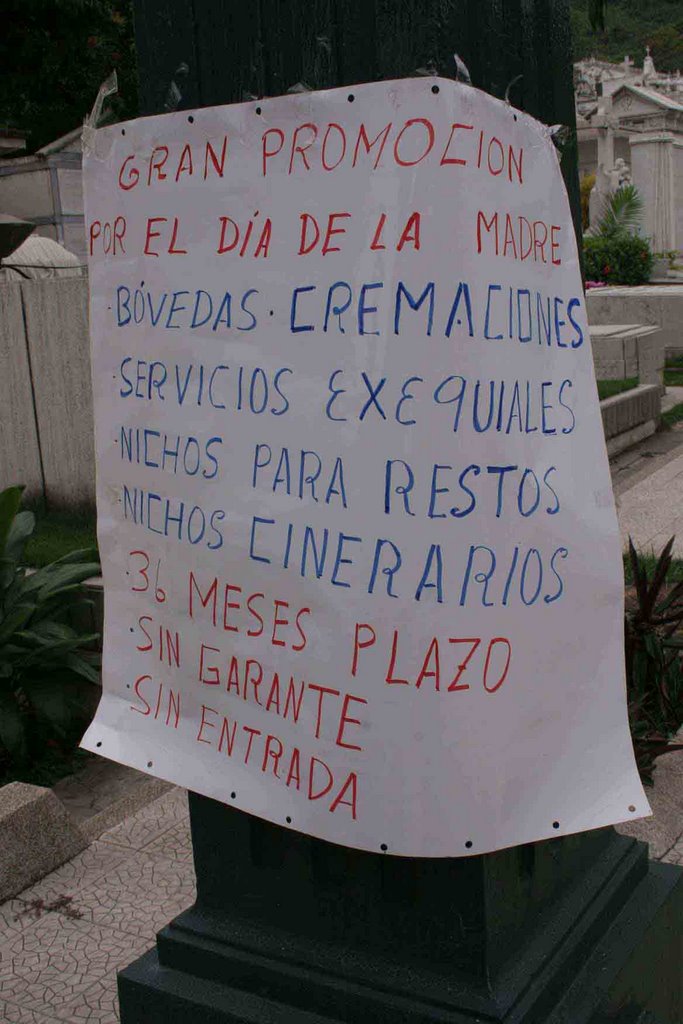 GRAN PROMOCION
POR EL DÍA DE LA MADRE
·BÓVEDAS· CREMACIONES
·SERVICIOS EXEQUIALES
·NICHOS PARA RESTOS
·NICHOS CINERARIOS
·36 MESES PLAZO
·SIN GARANTE
·SIN ENTRADA